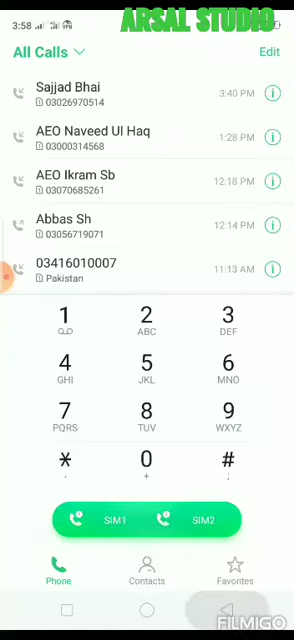 3:58
ARSAL STUDIO
All Calls
Edit
Sajjad Bhai
03026970514
3:40 PM
AEO Naveed Ul Haq
03000314568
1:28 PM
AEO Ikram Sb
03070685261
12:18 PM
Abbas Sh
03056719071
12:14 PM
03416010007
Pakistan
11:13 AM
1 2 3
ABC DEF
4 5 6
GHI JKL MNO
7 8 9
PQRS TUV WXYZ
* 0 #
, + ;
SIM1 SIM2
Phone Contacts Favorites
FILMIGO